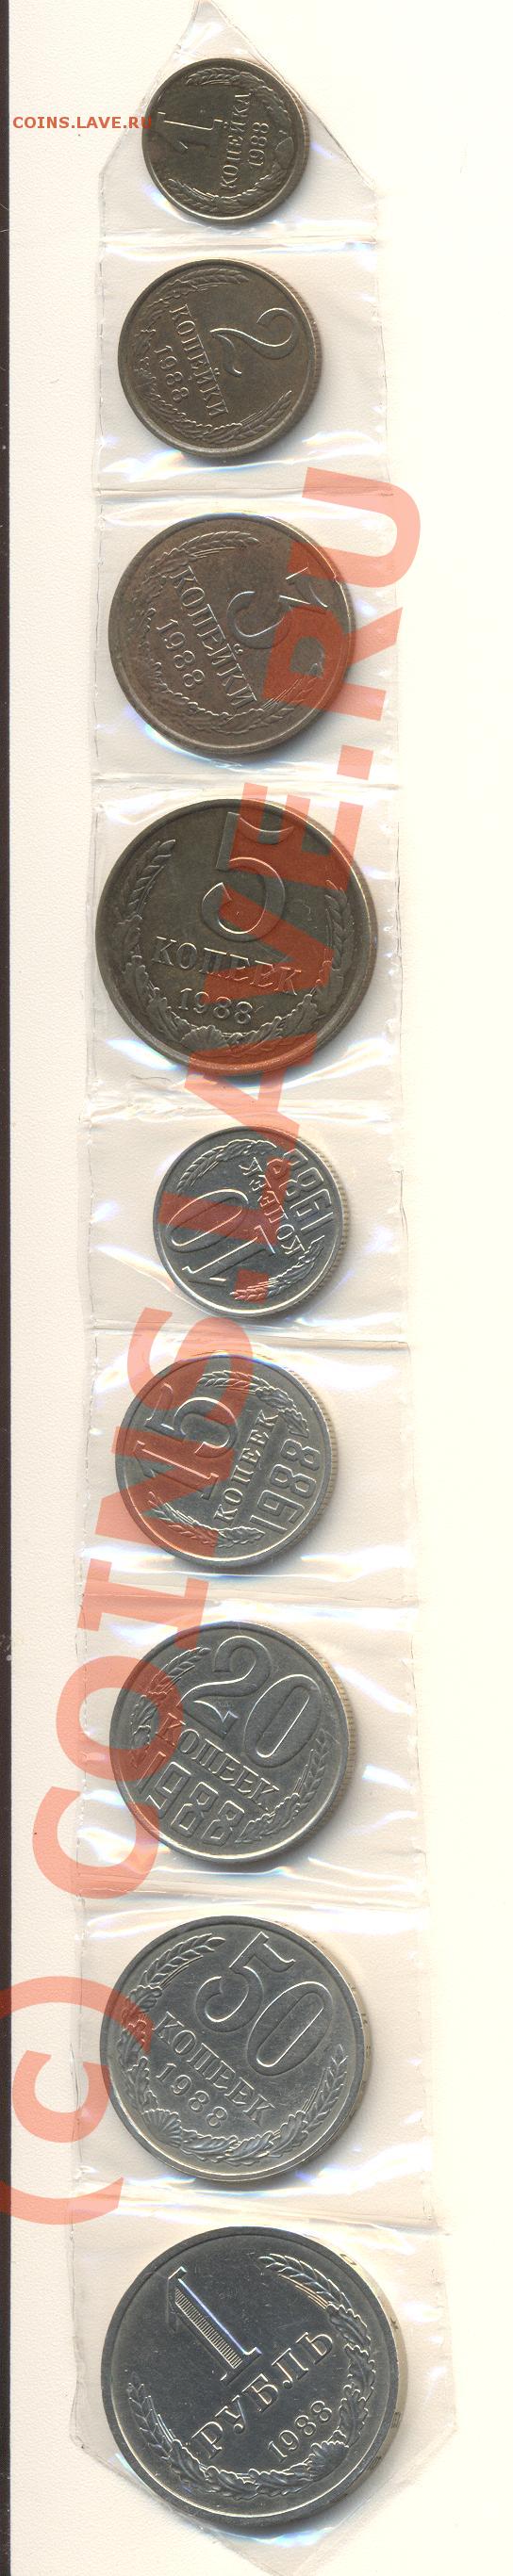 COINS.LAVE.RU
1
КОПЕЙКА
1988
2
КОПЕЙКИ
1988
3
КОПЕЙКИ
1988
5
КОПЕЕК
1988
10
КОПЕЕК
1988
15
КОПЕЕК
1988
20
КОПЕЕК
1988
50
КОПЕЕК
1988
1
РУБЛЬ
1988
(C) COINS.LAVE.RU